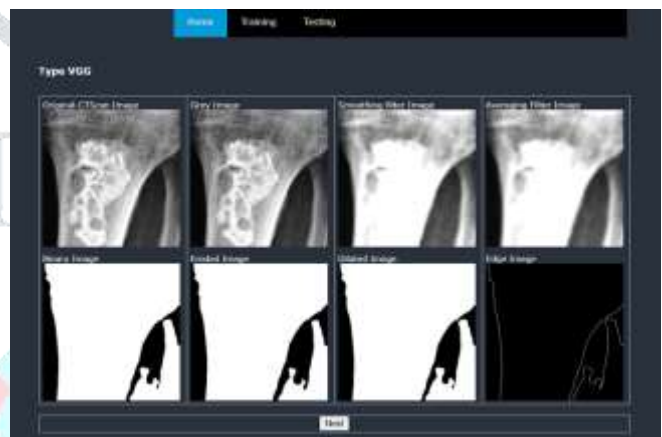 Home Training Testing
Type VGG
Original CTScan Image Grey Image Smoothing filter Image Averaging Filter Image
Binary Image Eroded Image Dilated Image Edge Image
Next